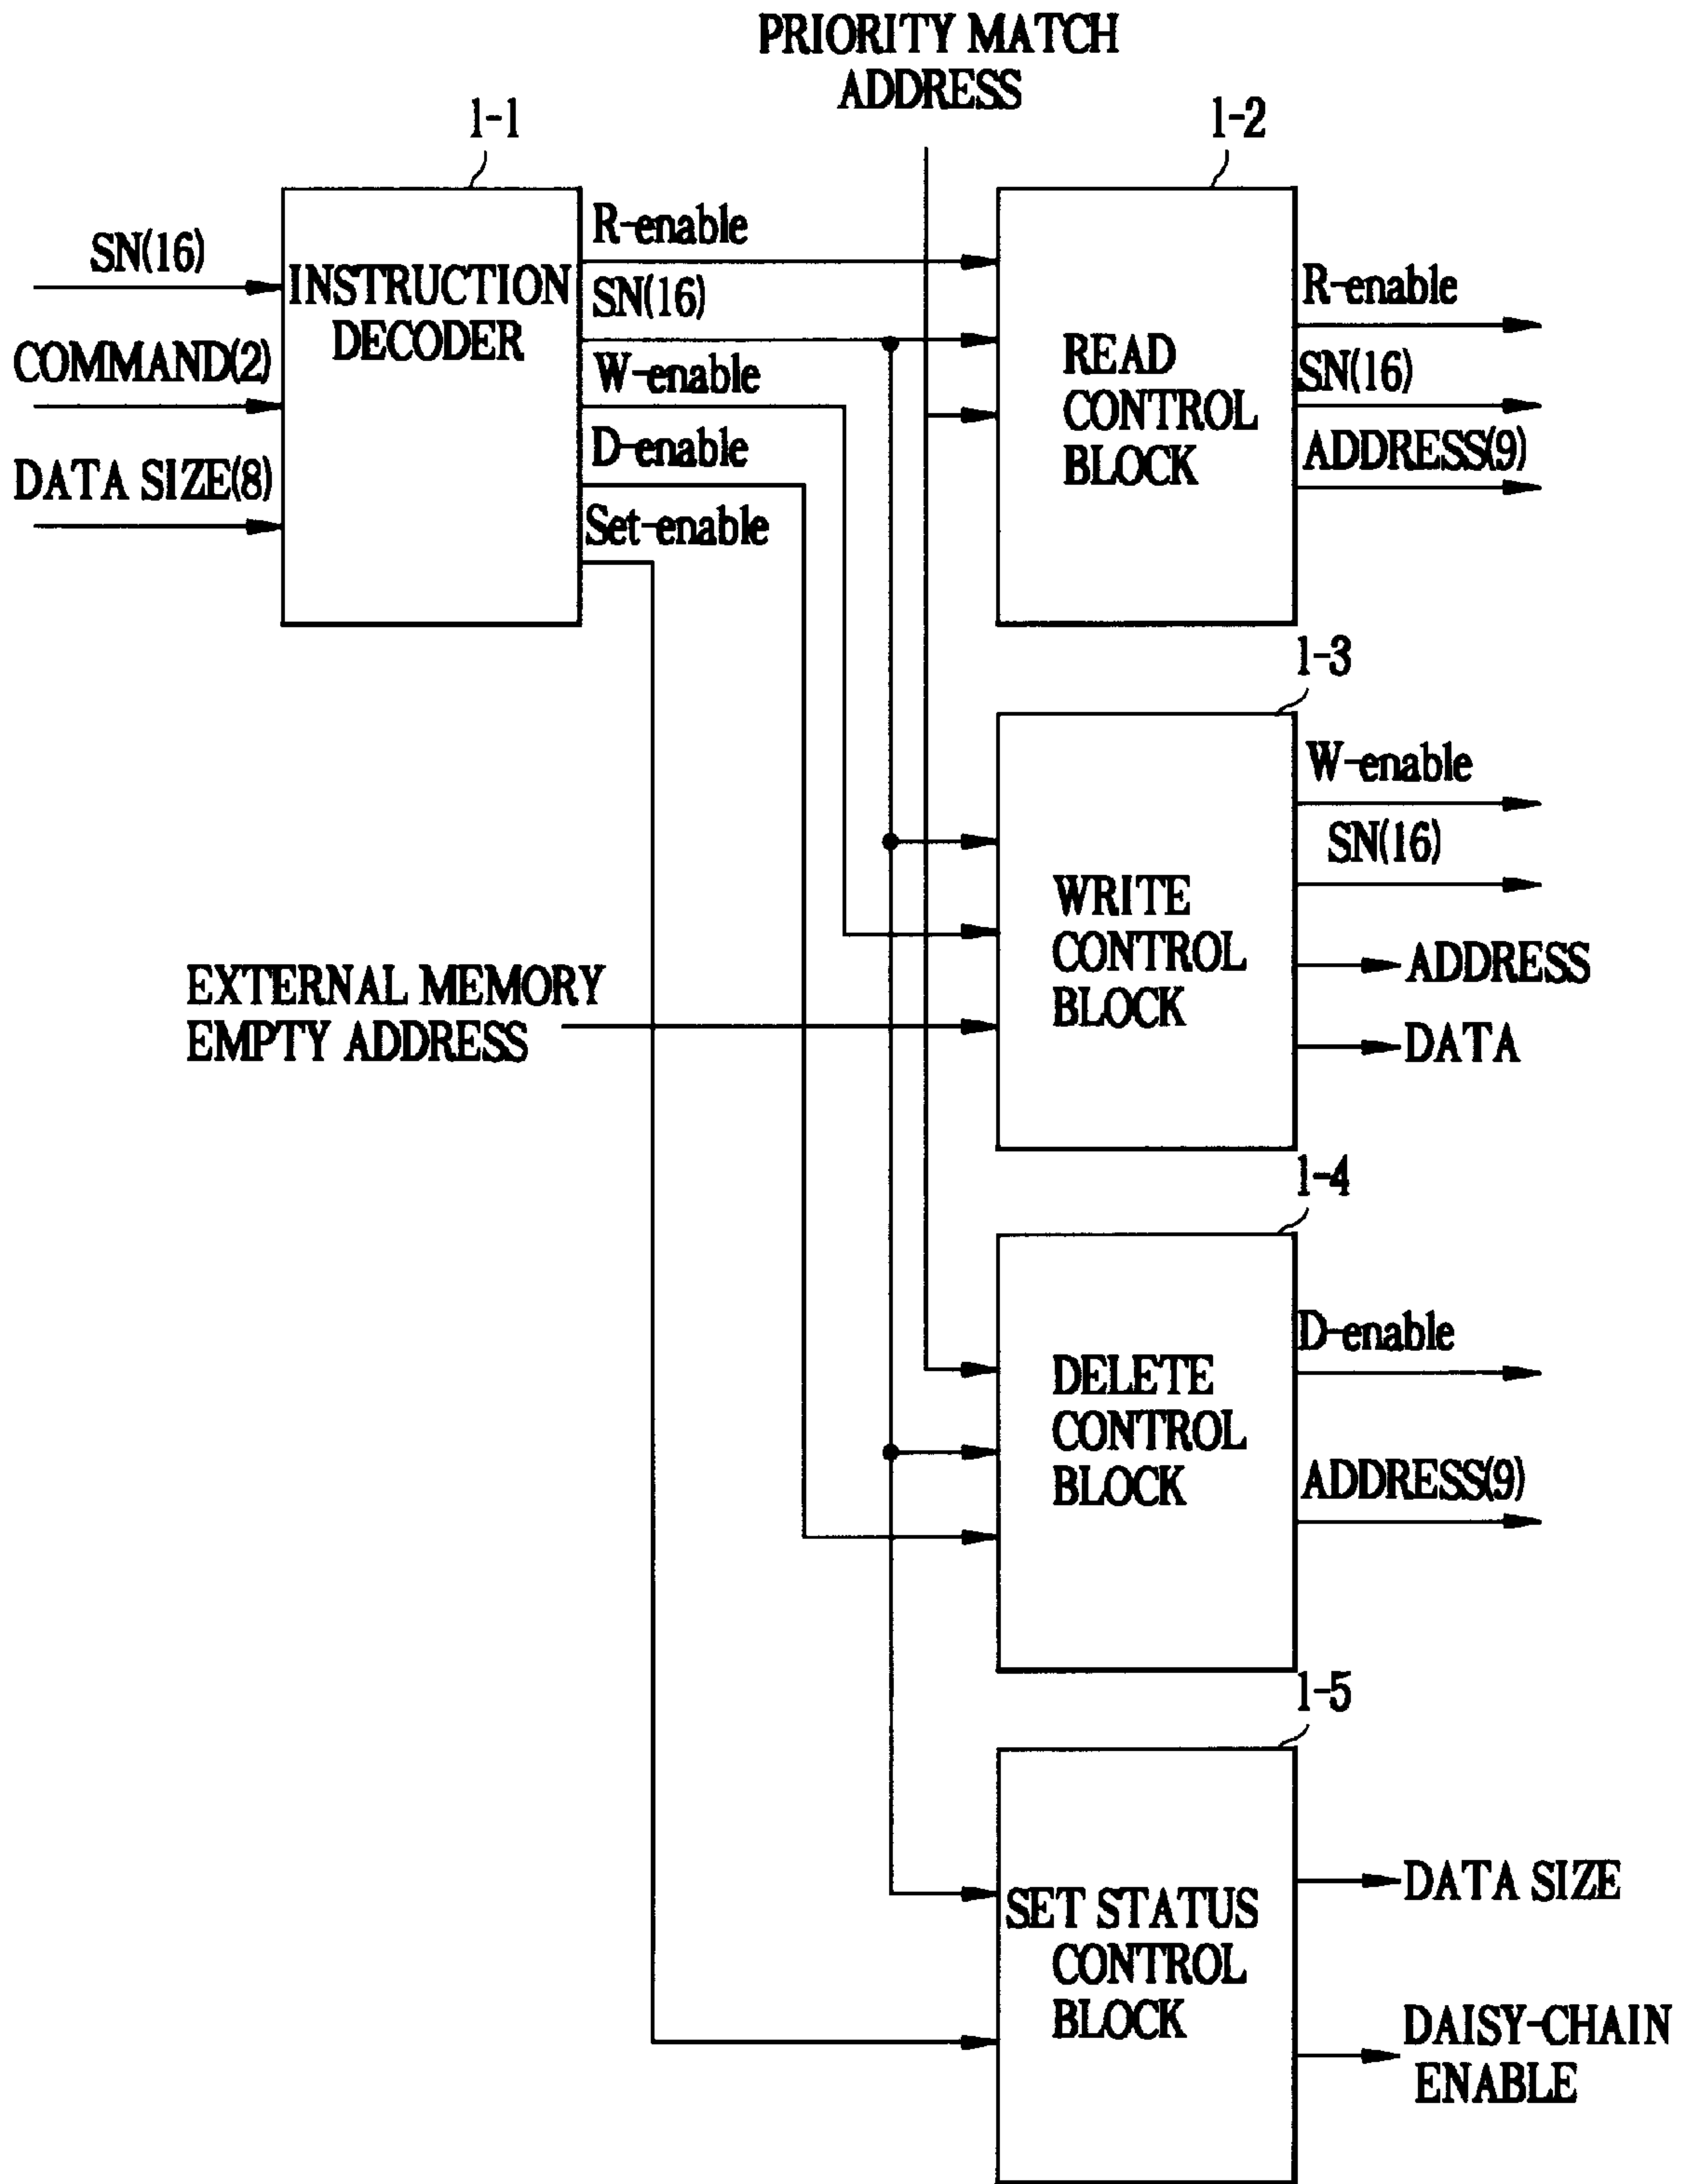 PRIORITY MATCH
ADDRESS
1-1
1-2
SN(16)
COMMAND(2)
DATA SIZE(8)
INSTRUCTION
DECODER
R-enable
SN(16)
W-enable
D-enable
Set-enable
READ
CONTROL
BLOCK
R-enable
SN(16)
ADDRESS(9)
1-3
EXTERNAL MEMORY
EMPTY ADDRESS
WRITE
CONTROL
BLOCK
W-enable
SN(16)
ADDRESS
DATA
1-4
DELETE
CONTROL
BLOCK
D-enable
ADDRESS(9)
1-5
SET STATUS
CONTROL
BLOCK
DATA SIZE
DAISY-CHAIN
ENABLE